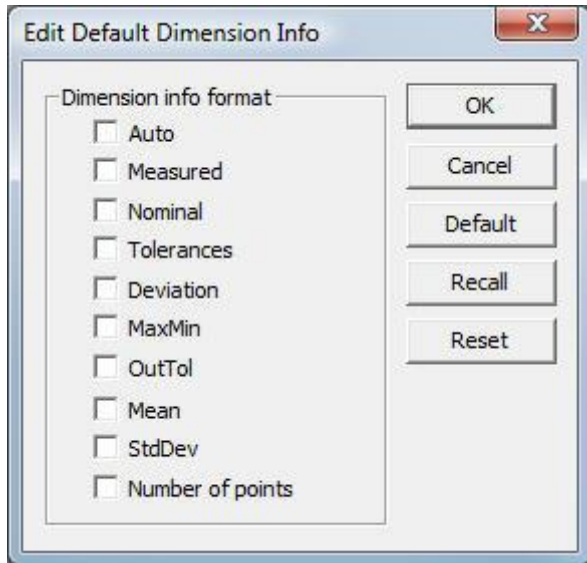 Edit Default Dimension Info
Dimension info format
Auto
Measured
Nominal
Tolerances
Deviation
MaxMin
OutTol
Mean
StdDev
Number of points
OK
Cancel
Default
Recall
Reset